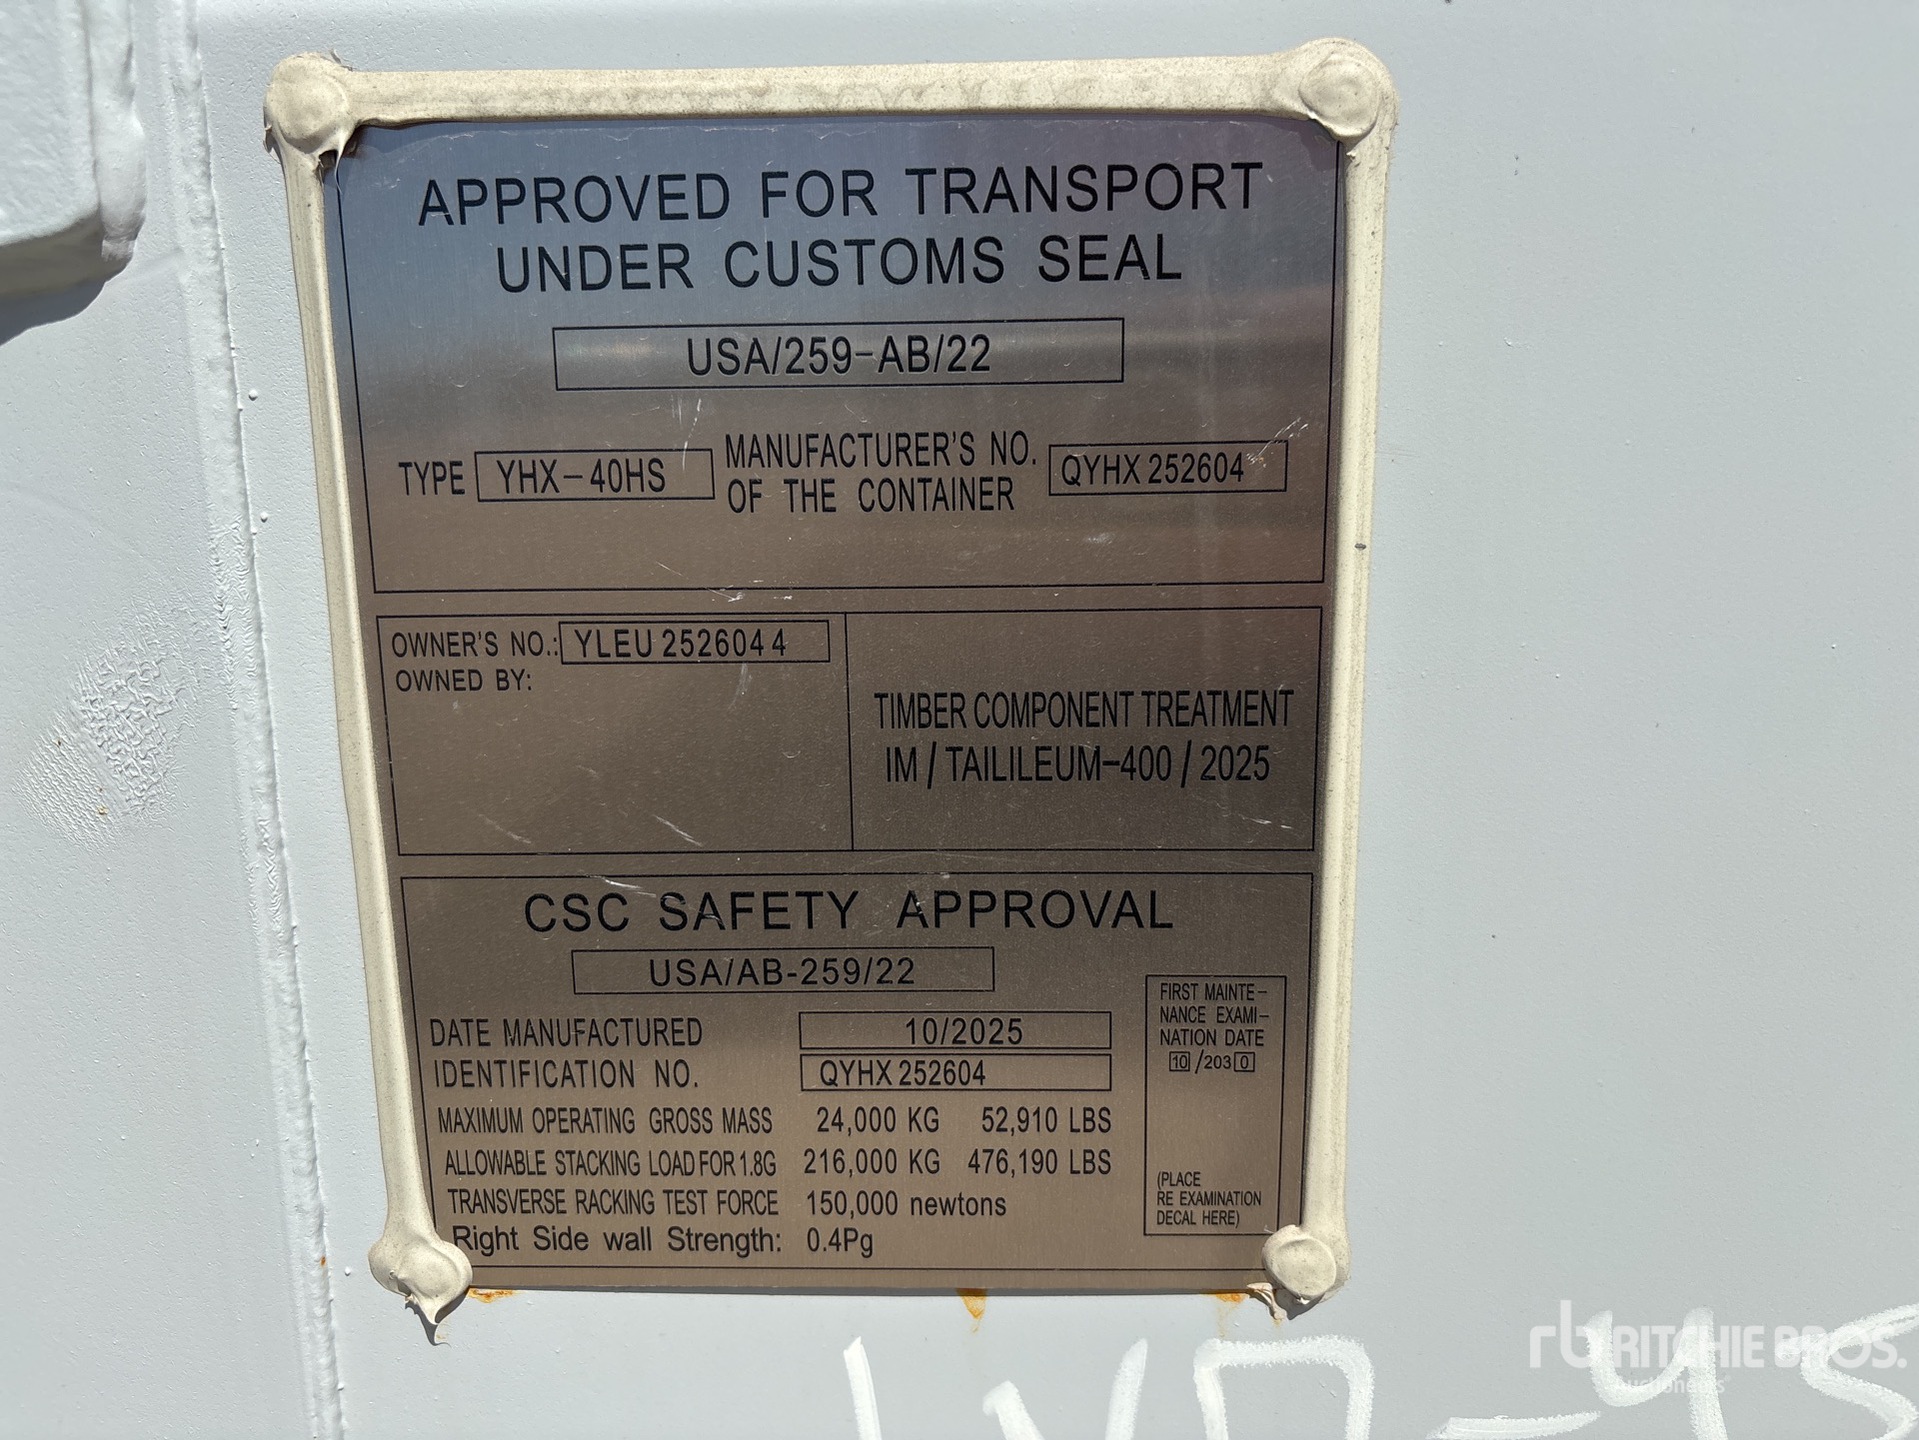 APPROVED FOR TRANSPORT
UNDER CUSTOMS SEAL
USA/259-AB/22
TYPE YHX-40HS MANUFACTURER'S NO. OF THE CONTAINER QYHX 252604
OWNER'S NO.: YLEU 252604 4
OWNED BY:
TIMBER COMPONENT TREATMENT
IM / TAILILEUM-400 / 2025
CSC SAFETY APPROVAL
USA/AB-259/22
DATE MANUFACTURED 10/2025
IDENTIFICATION NO. QYHX 252604
MAXIMUM OPERATING GROSS MASS 24,000 KG 52,910 LBS
ALLOWABLE STACKING LOAD FOR 1.8G 216,000 KG 476,190 LBS
TRANSVERSE RACKING TEST FORCE 150,000 newtons
Right Side wall Strength: 0.4Pg
FIRST MAINTE-
NANCE EXAMI-
NATION DATE
10 /203 0
(PLACE
RE EXAMINATION
DECAL HERE)
rb RITCHIE BROS.
Auctioneers